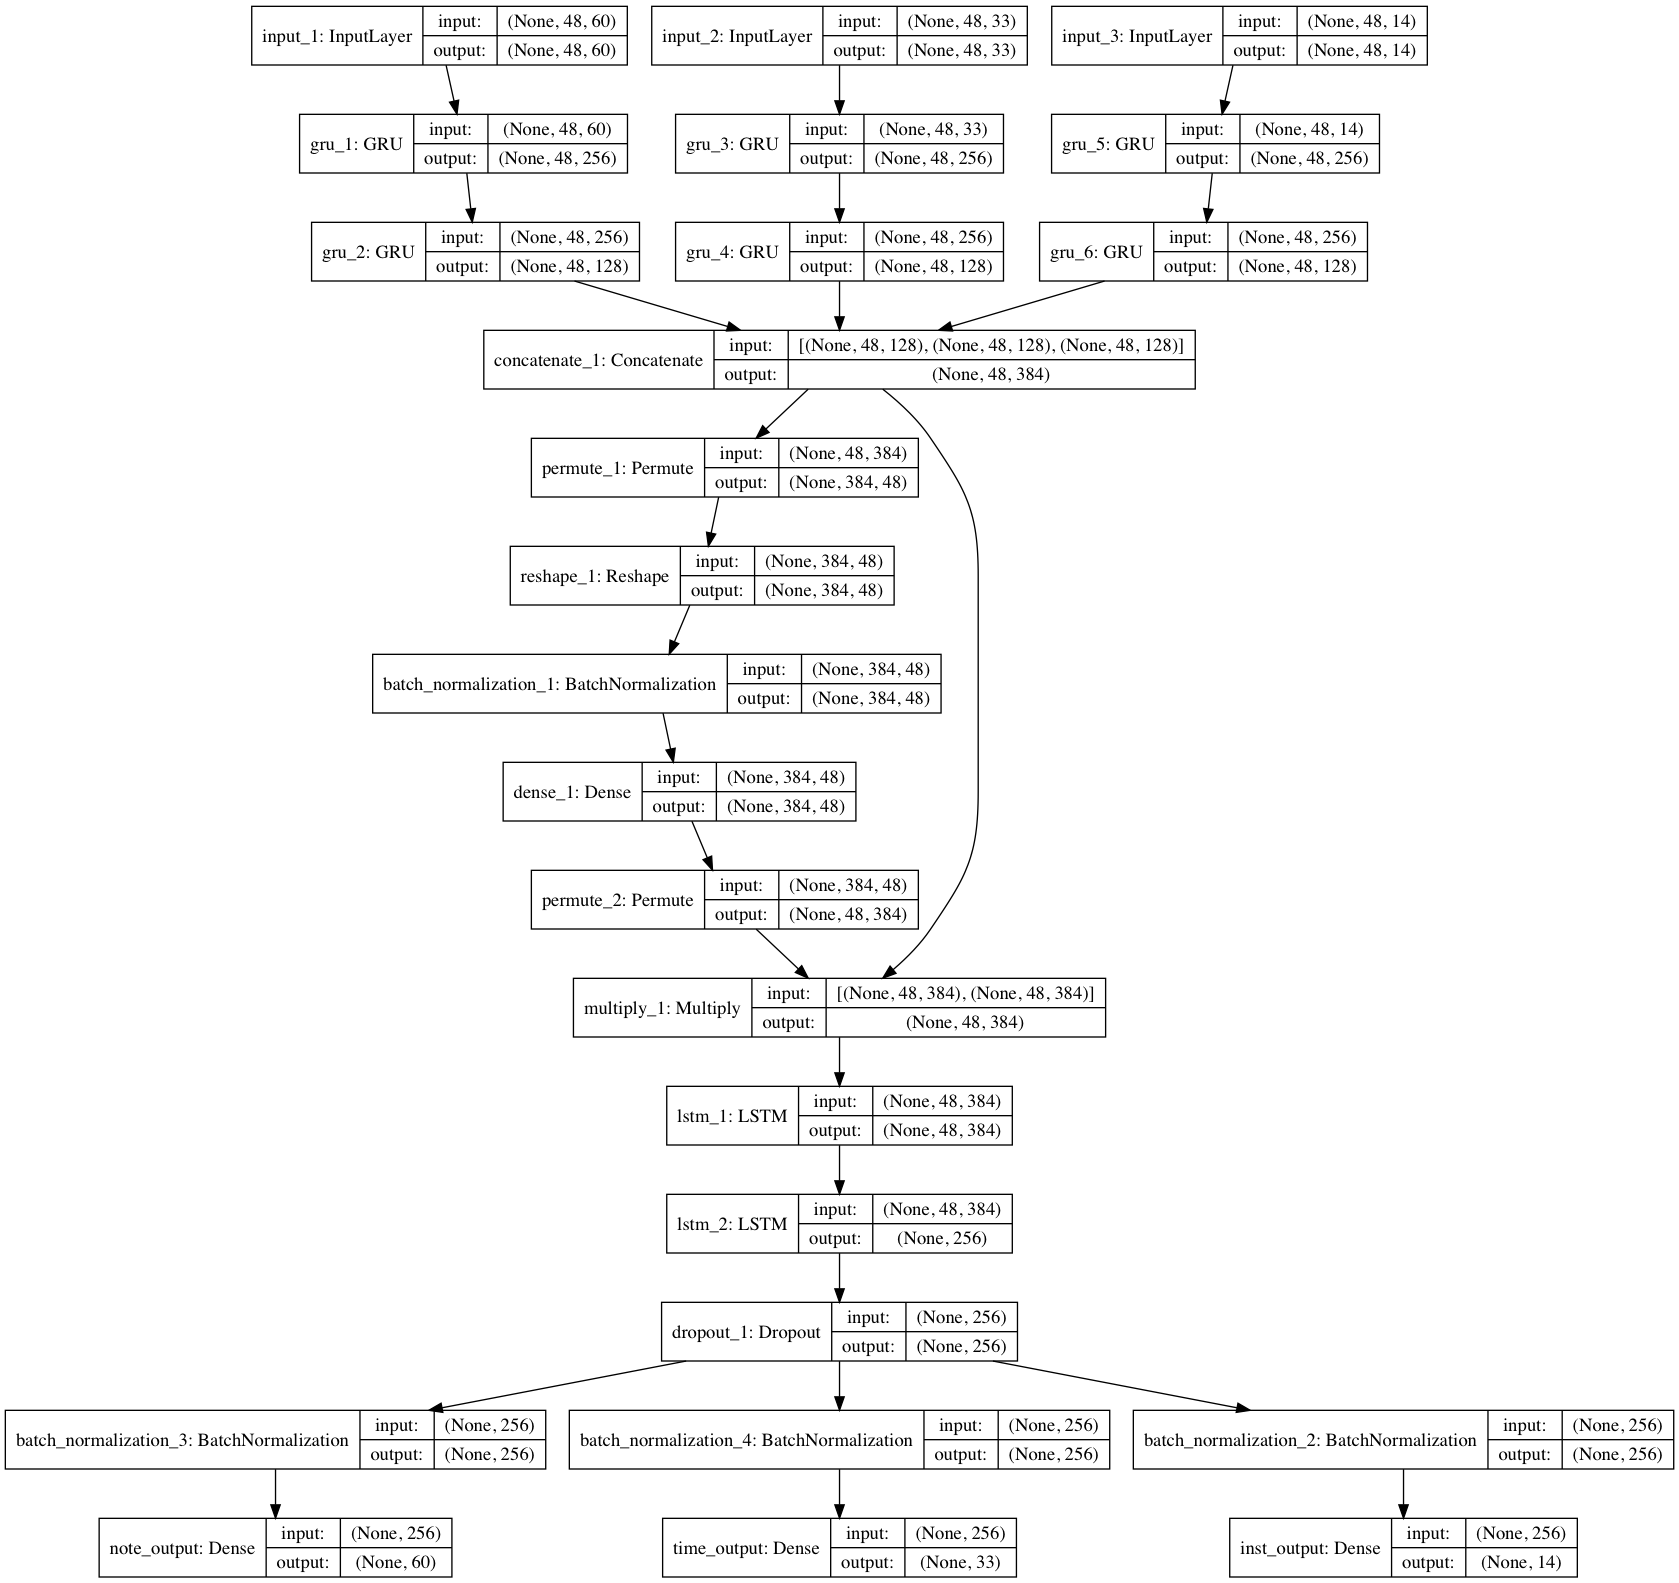 input_1: InputLayer
input: (None, 48, 60)
output: (None, 48, 60)
input_2: InputLayer
input: (None, 48, 33)
output: (None, 48, 33)
input_3: InputLayer
input: (None, 48, 14)
output: (None, 48, 14)
gru_1: GRU
input: (None, 48, 60)
output: (None, 48, 256)
gru_3: GRU
input: (None, 48, 33)
output: (None, 48, 256)
gru_5: GRU
input: (None, 48, 14)
output: (None, 48, 256)
gru_2: GRU
input: (None, 48, 256)
output: (None, 48, 128)
gru_4: GRU
input: (None, 48, 256)
output: (None, 48, 128)
gru_6: GRU
input: (None, 48, 256)
output: (None, 48, 128)
concatenate_1: Concatenate
input: [(None, 48, 128), (None, 48, 128), (None, 48, 128)]
output: (None, 48, 384)
permute_1: Permute
input: (None, 48, 384)
output: (None, 384, 48)
reshape_1: Reshape
input: (None, 384, 48)
output: (None, 384, 48)
batch_normalization_1: BatchNormalization
input: (None, 384, 48)
output: (None, 384, 48)
dense_1: Dense
input: (None, 384, 48)
output: (None, 384, 48)
permute_2: Permute
input: (None, 384, 48)
output: (None, 48, 384)
multiply_1: Multiply
input: [(None, 48, 384), (None, 48, 384)]
output: (None, 48, 384)
lstm_1: LSTM
input: (None, 48, 384)
output: (None, 48, 384)
lstm_2: LSTM
input: (None, 48, 384)
output: (None, 256)
dropout_1: Dropout
input: (None, 256)
output: (None, 256)
batch_normalization_3: BatchNormalization
input: (None, 256)
output: (None, 256)
batch_normalization_4: BatchNormalization
input: (None, 256)
output: (None, 256)
batch_normalization_2: BatchNormalization
input: (None, 256)
output: (None, 256)
note_output: Dense
input: (None, 256)
output: (None, 60)
time_output: Dense
input: (None, 256)
output: (None, 33)
inst_output: Dense
input: (None, 256)
output: (None, 14)